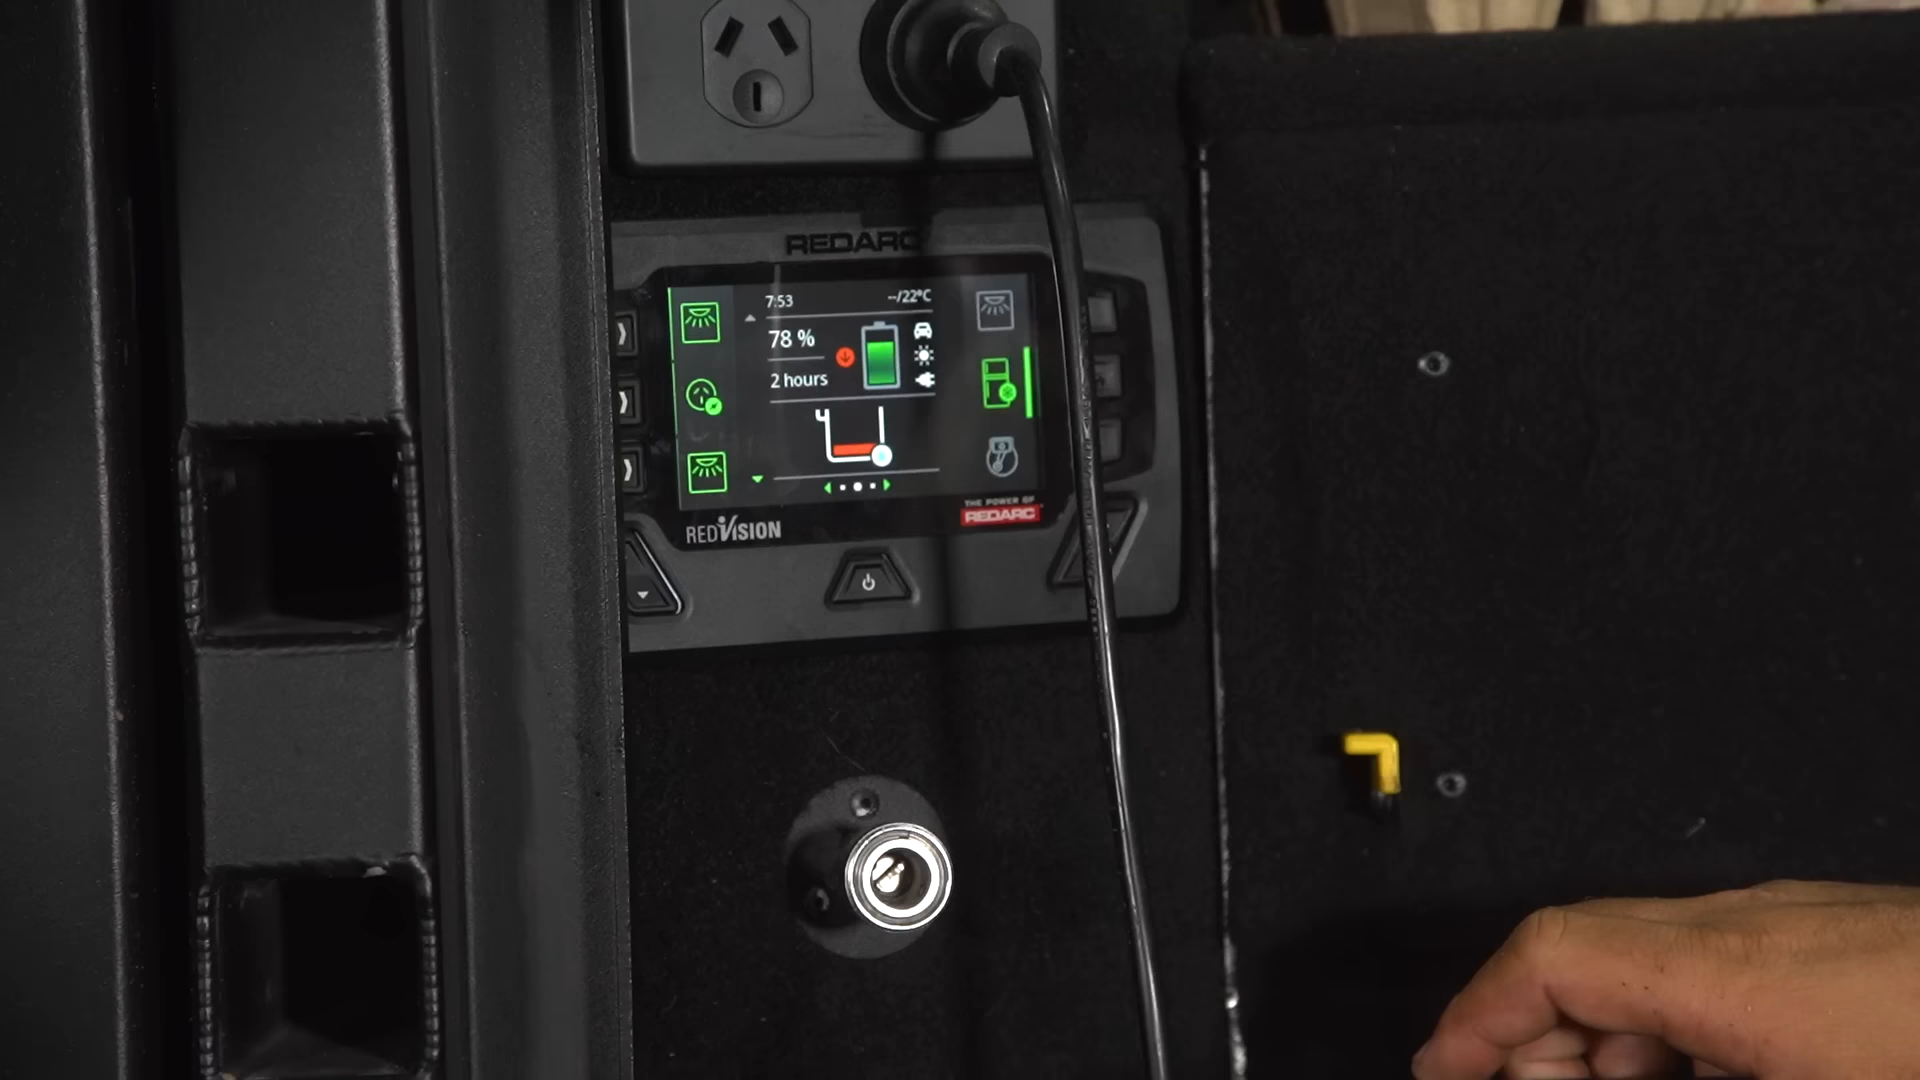 REDARC
7:53
--/22°C
78 %
2 hours
REDVISION
THE POWER OF
REDARC